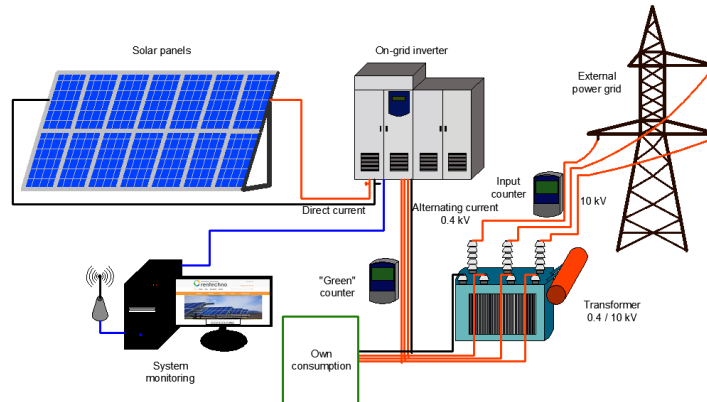 Solar panels
On-grid inverter
External
power grid
Input
counter
10 kV
Direct current
Alternating current
0.4 kV
"Green"
counter
rentechno
Transformer
0.4 / 10 kV
System
monitoring
Own
consumption